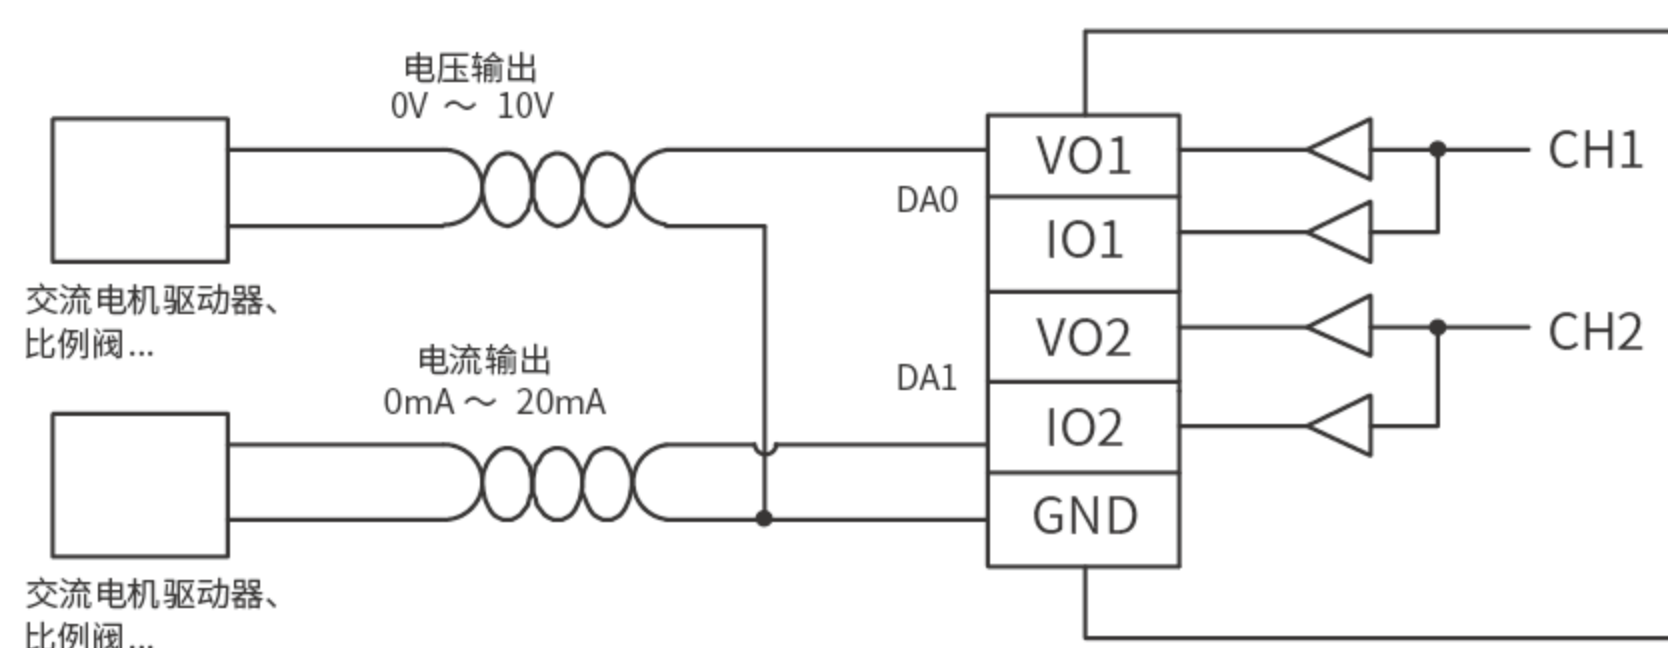 电压输出
0V ～ 10V
VO1
CH1
DA0
IO1
交流电机驱动器、
比例阀...
VO2
CH2
电流输出
0mA～ 20mA
DA1
IO2
GND
交流电机驱动器、
比例阀...